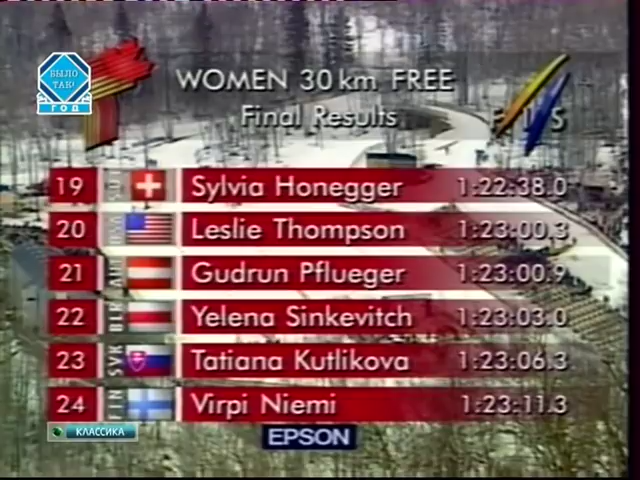 БЫЛО
ТАК!
ГОД
WOMEN 30 km FREE
Final Results
FIS
19 SUI Sylvia Honegger 1:22:38.0
20 USA Leslie Thompson 1:23:00.3
21 AUT Gudrun Pflueger 1:23:00.9
22 BLR Yelena Sinkevitch 1:23:03.0
23 SVK Tatiana Kutlikova 1:23:06.3
24 FIN Virpi Niemi 1:23:11.3
КЛАССИКА
EPSON